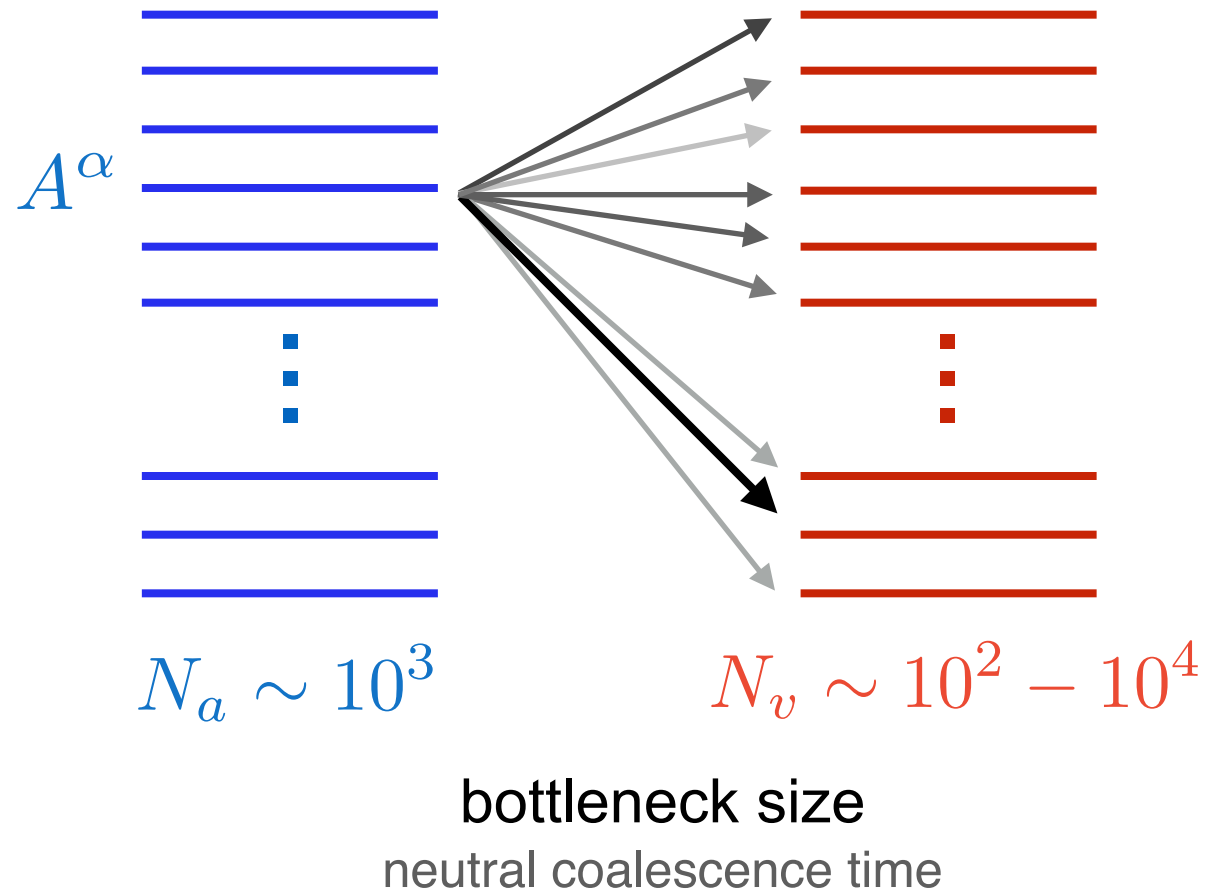 A^α
N_a ∼ 10^3
N_v ∼ 10^2 − 10^4
bottleneck size
neutral coalescence time